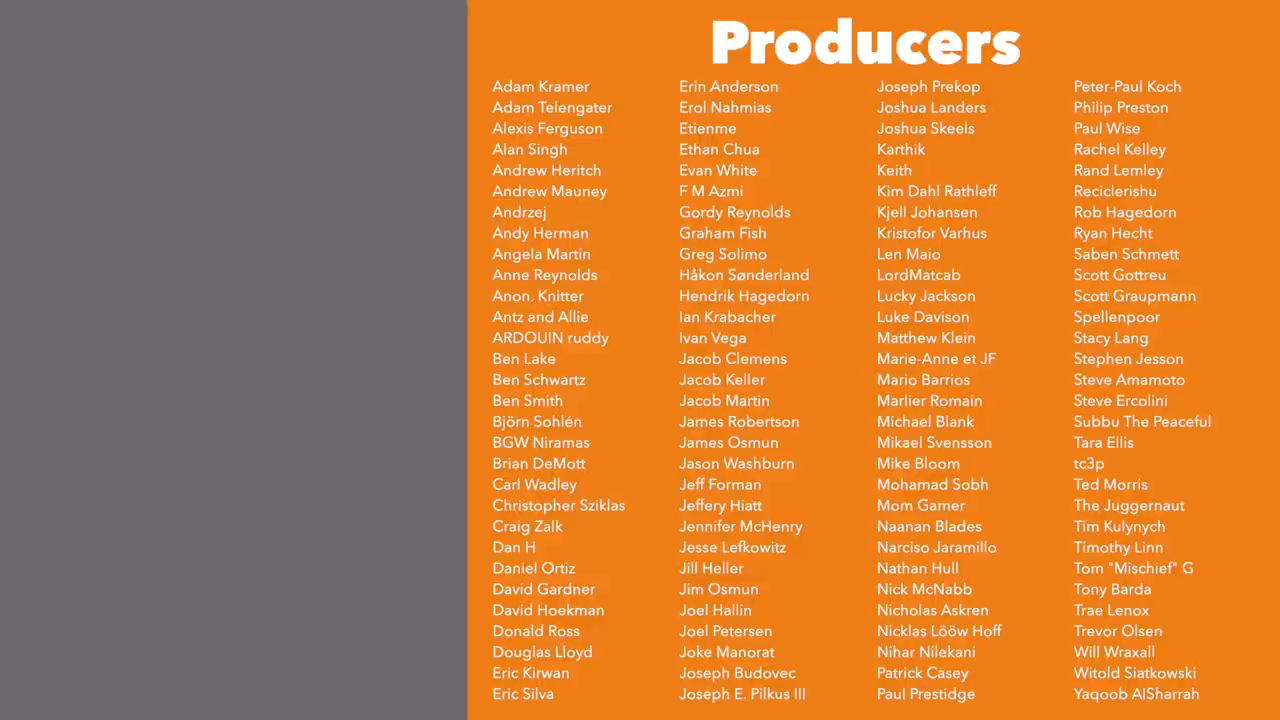 Producers
Adam Kramer
Adam Telengater
Alexis Ferguson
Alan Singh
Andrew Heritch
Andrew Mauney
Andrzej
Andy Herman
Angela Martin
Anne Reynolds
Anon. Knitter
Antz and Allie
ARDOUIN ruddy
Ben Lake
Ben Schwartz
Ben Smith
Björn Sohlén
BGW Niramas
Brian DeMott
Carl Wadley
Christopher Sziklas
Craig Zalk
Dan H
Daniel Ortiz
David Gardner
David Hoekman
Donald Ross
Douglas Lloyd
Eric Kirwan
Eric Silva
Erin Anderson
Erol Nahmias
Etienme
Ethan Chua
Evan White
F M Azmi
Gordy Reynolds
Graham Fish
Greg Solimo
Håkon Sønderland
Hendrik Hagedorn
Ian Krabacher
Ivan Vega
Jacob Clemens
Jacob Keller
Jacob Martin
James Robertson
James Osmun
Jason Washburn
Jeff Forman
Jeffery Hiatt
Jennifer McHenry
Jesse Lefkowitz
Jill Heller
Jim Osmun
Joel Hallin
Joel Petersen
Joke Manorat
Joseph Budovec
Joseph E. Pilkus III
Joseph Prekop
Joshua Landers
Joshua Skeels
Karthik
Keith
Kim Dahl Rathleff
Kjell Johansen
Kristofor Varhus
Len Maio
LordMatcab
Lucky Jackson
Luke Davison
Matthew Klein
Marie-Anne et JF
Mario Barrios
Marlier Romain
Michael Blank
Mikael Svensson
Mike Bloom
Mohamad Sobh
Mom Gamer
Naanan Blades
Narciso Jaramillo
Nathan Hull
Nick McNabb
Nicholas Askren
Nicklas Lööw Hoff
Nihar Nilekani
Patrick Casey
Paul Prestidge
Peter-Paul Koch
Philip Preston
Paul Wise
Rachel Kelley
Rand Lemley
Reciclerishu
Rob Hagedorn
Ryan Hecht
Saben Schmett
Scott Gottreu
Scott Graupmann
Spellenpoor
Stacy Lang
Stephen Jesson
Steve Amamoto
Steve Ercolini
Subbu The Peaceful
Tara Ellis
tc3p
Ted Morris
The Juggernaut
Tim Kulynych
Timothy Linn
Tom "Mischief" G
Tony Barda
Trae Lenox
Trevor Olsen
Will Wraxall
Witold Siatkowski
Yaqoob AlSharrah